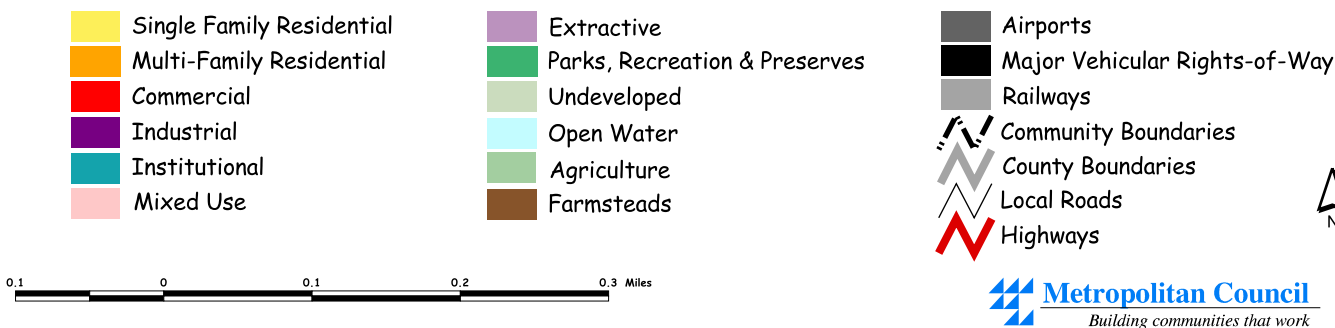 Single Family Residential
Multi-Family Residential
Commercial
Industrial
Institutional
Mixed Use
Extractive
Parks, Recreation & Preserves
Undeveloped
Open Water
Agriculture
Farmsteads
Airports
Major Vehicular Rights-of-Way
Railways
Community Boundaries
County Boundaries
Local Roads
Highways
N
0.1 0 0.1 0.2 0.3 Miles
Metropolitan Council
Building communities that work